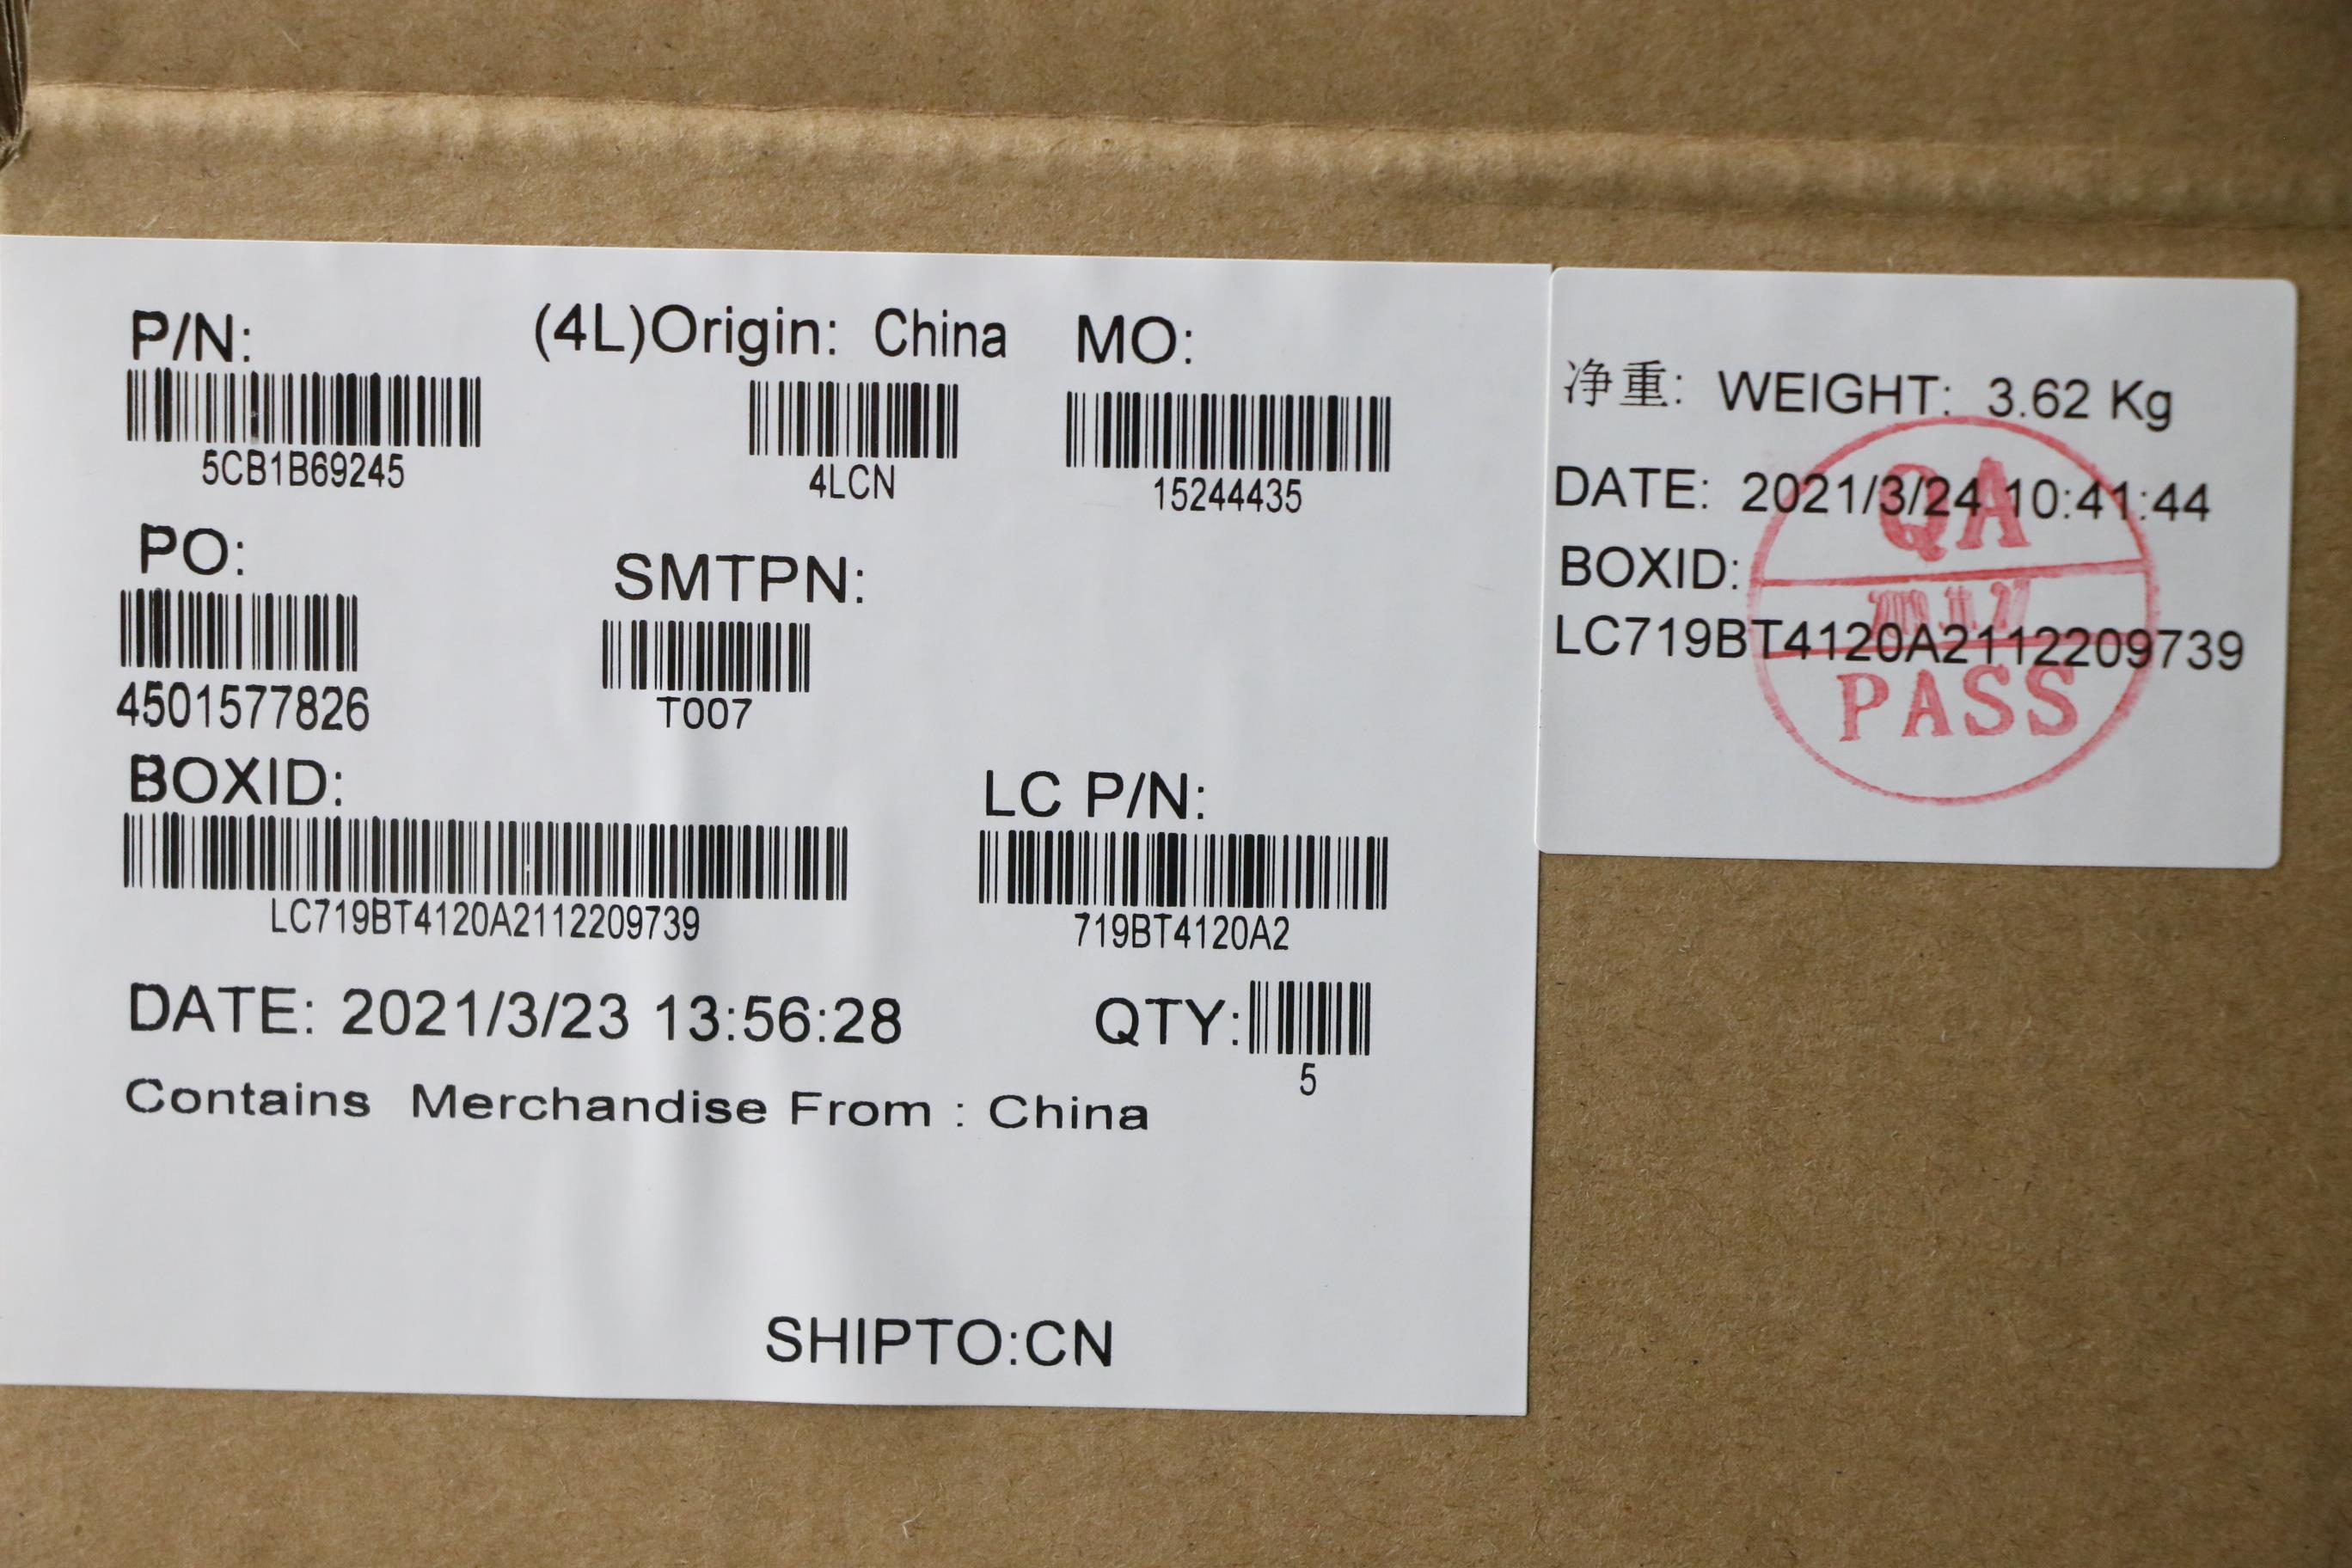 P/N:
5CB1B69245
(4L)Origin: China
4LCN
MO:
15244435
PO:
4501577826
SMTPN:
T007
BOXID:
LC719BT4120A2112209739
LC P/N:
719BT4120A2
DATE: 2021/3/23 13:56:28
QTY:
5
Contains Merchandise From : China
SHIPTO:CN
净重: WEIGHT: 3.62 Kg
DATE: 2021/3/24 10:41:44
BOXID:
LC719BT4120A2112209739
QA
PASS